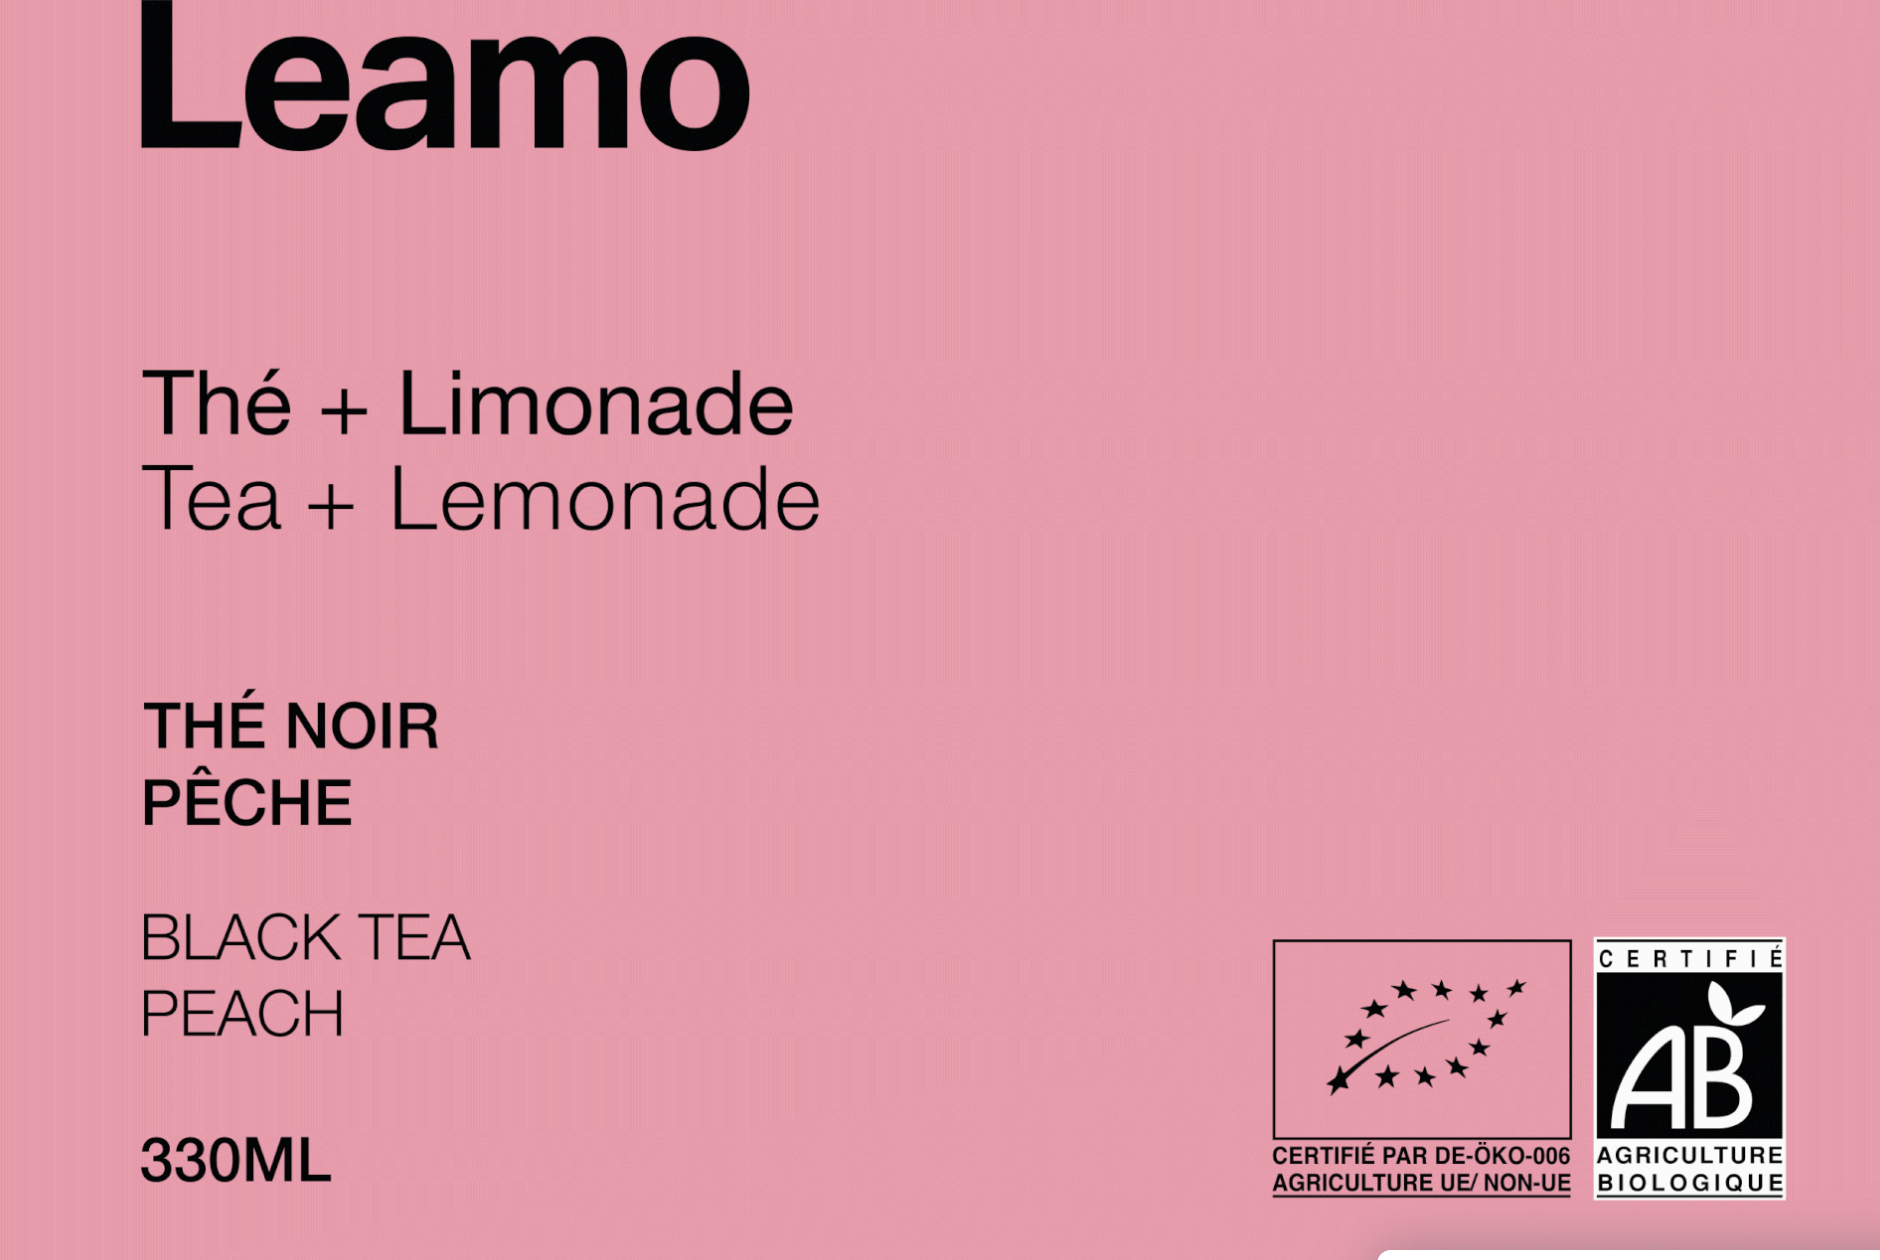 Leamo
Thé + Limonade
Tea + Lemonade
THÉ NOIR
PÊCHE
BLACK TEA
PEACH
330ML
CERTIFIÉ PAR DE-ÖKO-006
AGRICULTURE UE/ NON-UE
CERTIFIÉ
AB
AGRICULTURE
BIOLOGIQUE